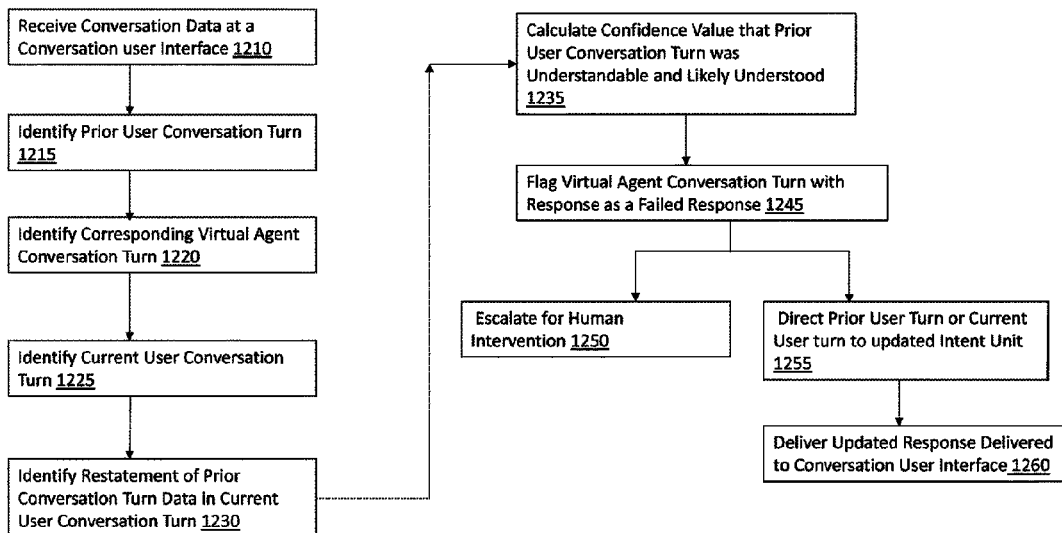 Receive Conversation Data at a
Conversation user Interface 1210
Identify Prior User Conversation Turn
1215
Identify Corresponding Virtual Agent
Conversation Turn 1220
Identify Current User Conversation
Turn 1225
Identify Restatement of Prior
Conversation Turn Data in Current
User Conversation Turn 1230
Calculate Confidence Value that Prior
User Conversation Turn was
Understandable and Likely Understood
1235
Flag Virtual Agent Conversation Turn with
Response as a Failed Response 1245
Escalate for Human
Intervention 1250
Direct Prior User Turn or Current
User turn to updated Intent Unit
1255
Deliver Updated Response Delivered
to Conversation User Interface 1260